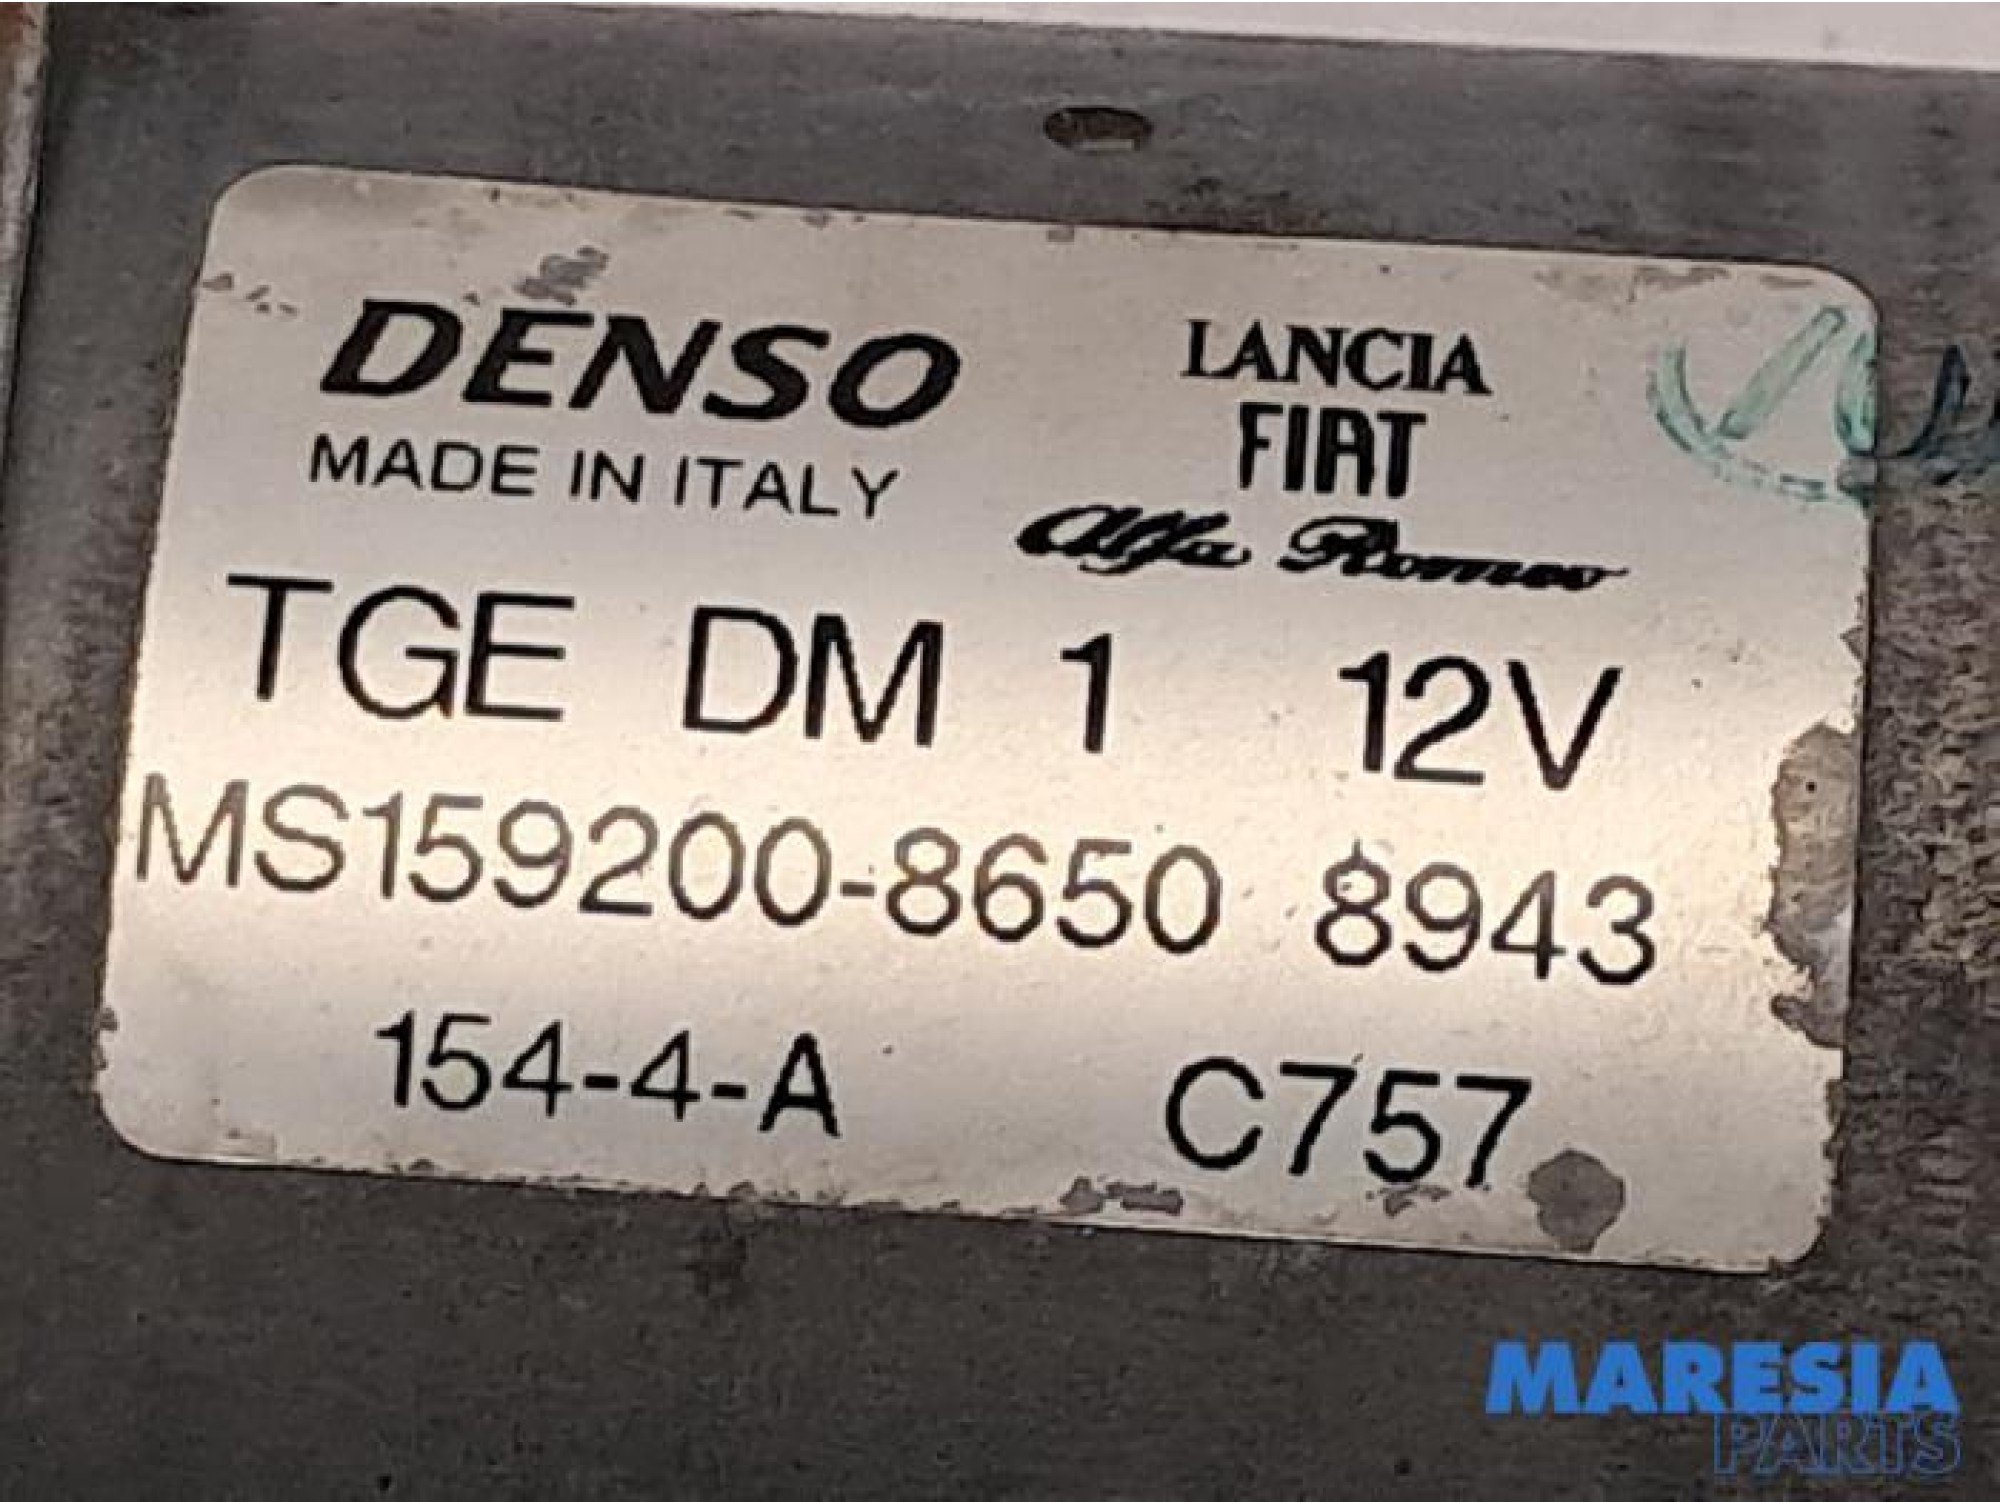 DENSO
MADE IN ITALY
LANCIA
FIAT
Alfa Romeo
TGE DM 1 12V
MS159200-8650 8943
154-4-A C757
MARESIA
PARTS